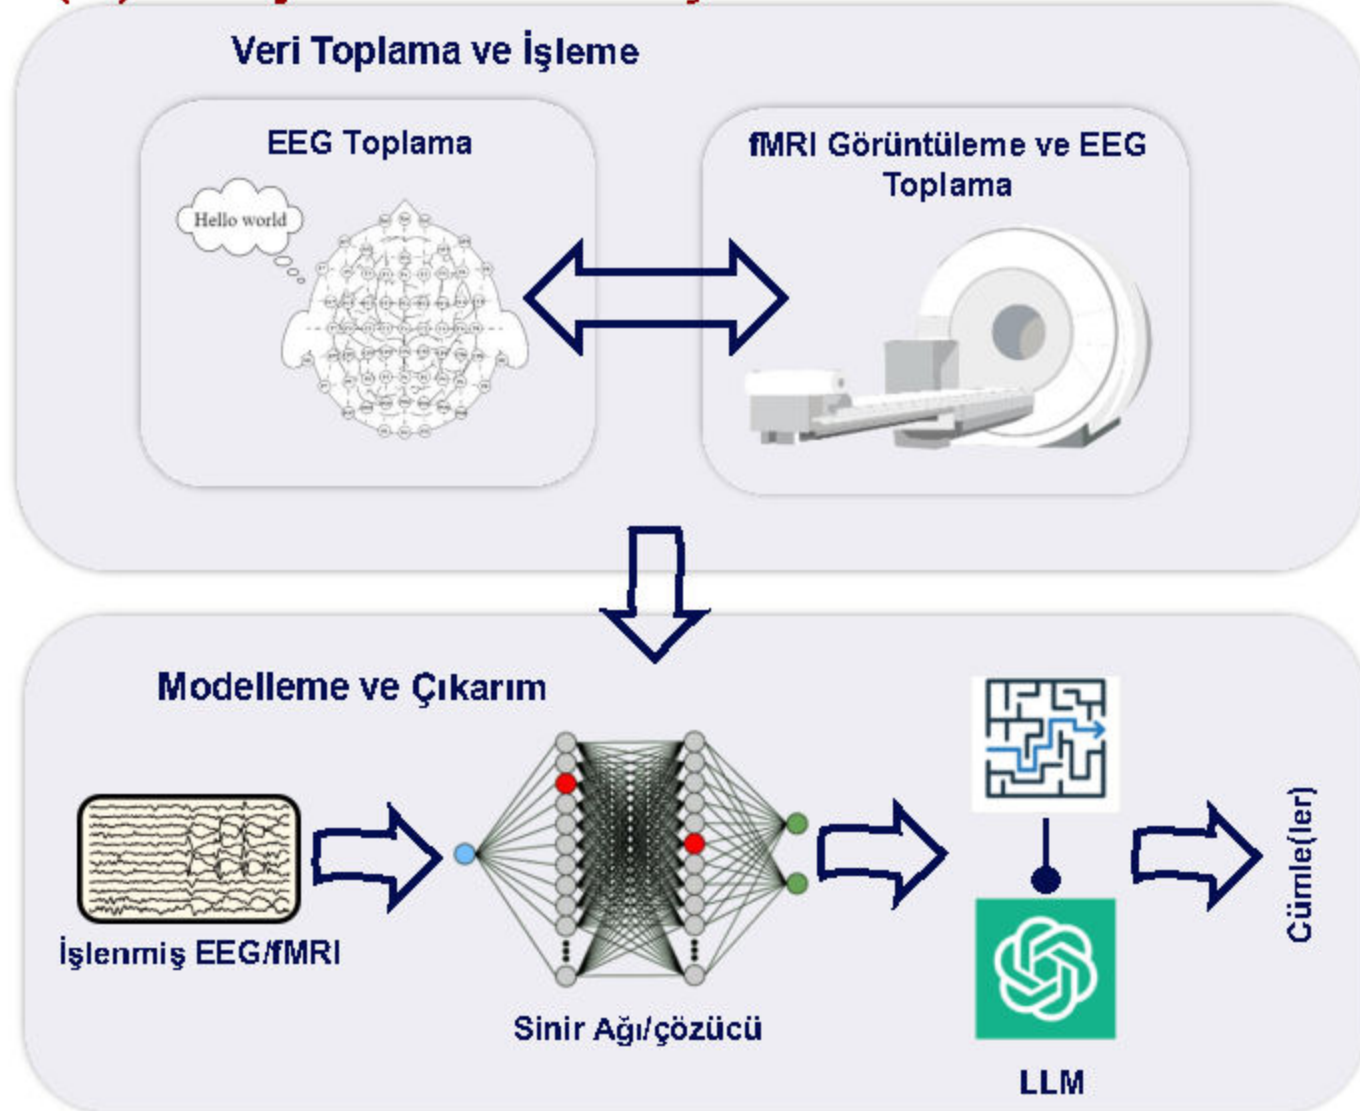 Veri Toplama ve İşleme
EEG Toplama
fMRI Görüntüleme ve EEG
Toplama
Hello world
Modelleme ve Çıkarım
İşlenmiş EEG/fMRI
Sinir Ağı/çözücü
LLM
Cümle(ler)